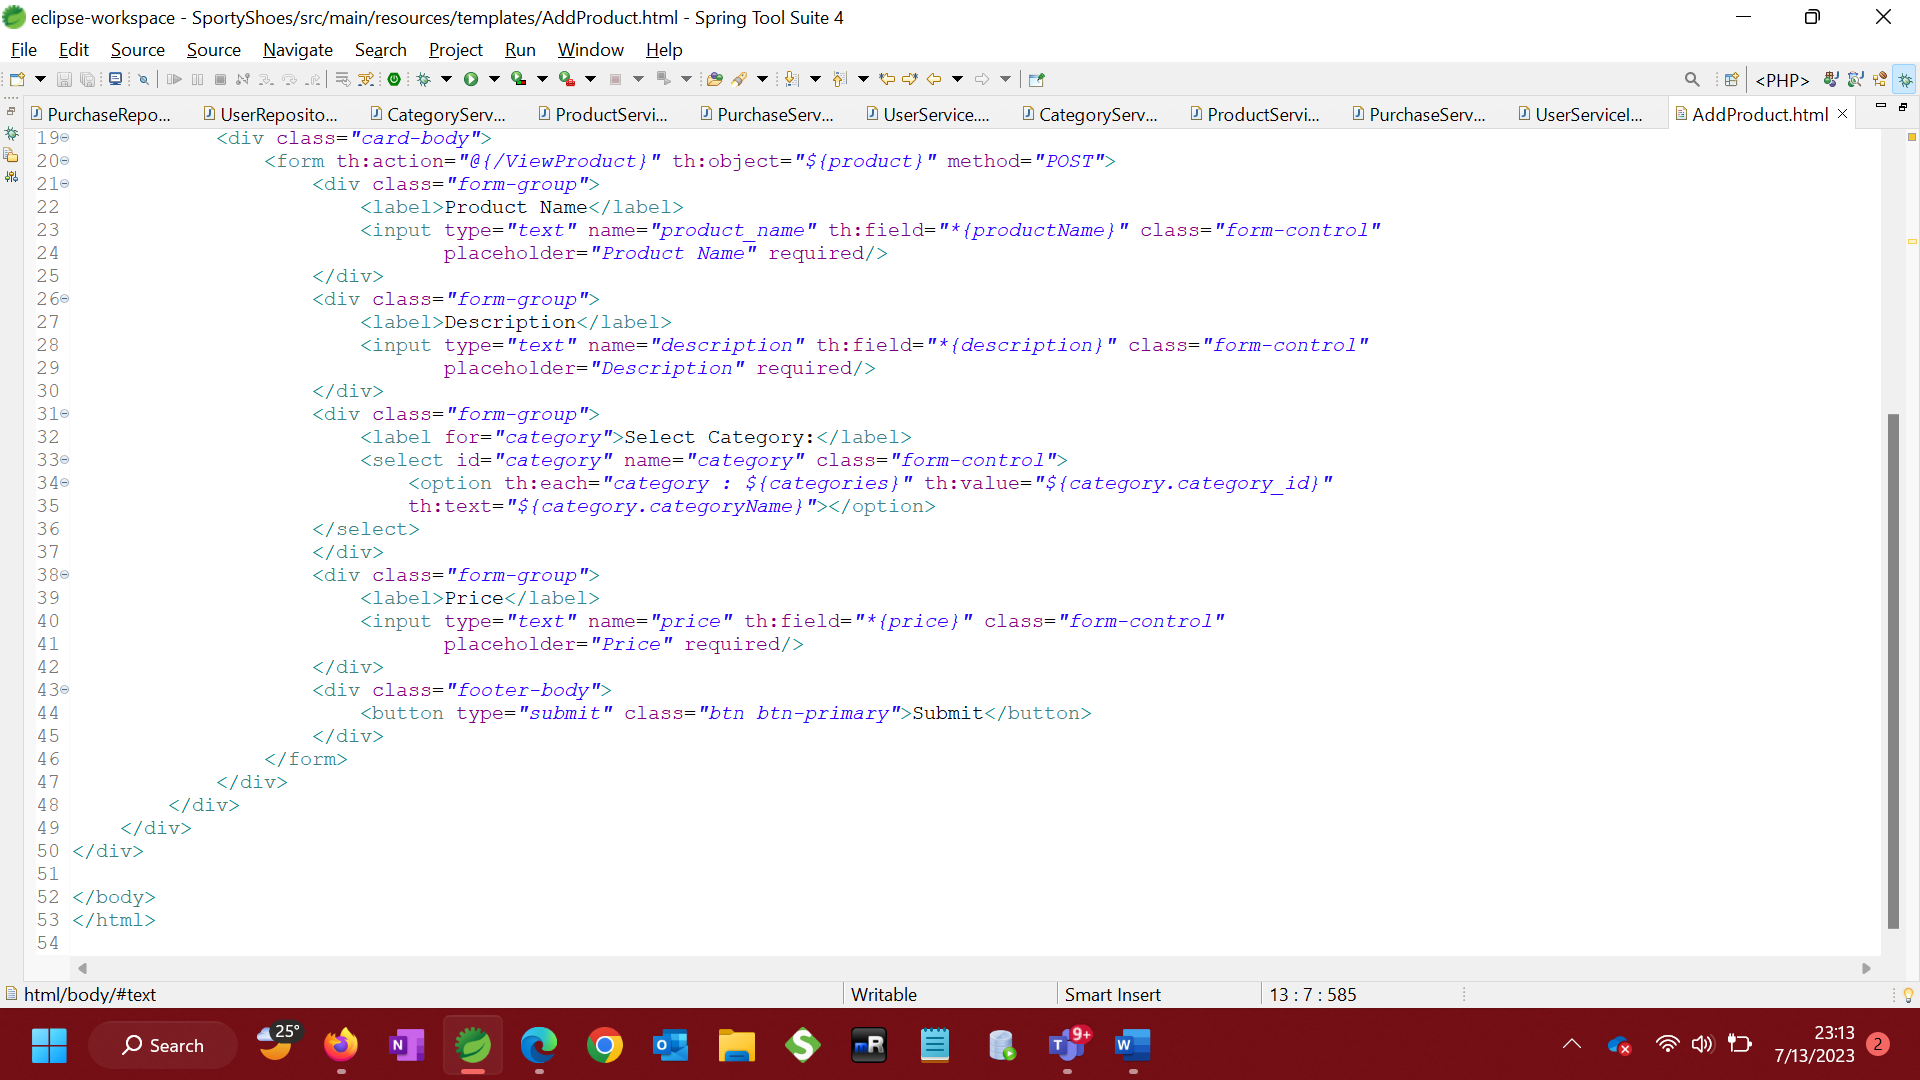 eclipse-workspace - SportyShoes/src/main/resources/templates/AddProduct.html - Spring Tool Suite 4
File Edit Source Source Navigate Search Project Run Window Help
<PHP>
PurchaseRepo... UserReposito... CategoryServ... ProductServi... PurchaseServ... UserService.... CategoryServ... ProductServi... PurchaseServ... UserServiceI... AddProduct.html
19 <div class="card-body">
20 <form th:action="@{/ViewProduct}" th:object="${product}" method="POST">
21 <div class="form-group">
22 <label>Product Name</label>
23 <input type="text" name="product_name" th:field="*{productName}" class="form-control"
24 placeholder="Product Name" required/>
25 </div>
26 <div class="form-group">
27 <label>Description</label>
28 <input type="text" name="description" th:field="*{description}" class="form-control"
29 placeholder="Description" required/>
30 </div>
31 <div class="form-group">
32 <label for="category">Select Category:</label>
33 <select id="category" name="category" class="form-control">
34 <option th:each="category : ${categories}" th:value="${category.category_id}"
35 th:text="${category.categoryName}"></option>
36 </select>
37 </div>
38 <div class="form-group">
39 <label>Price</label>
40 <input type="text" name="price" th:field="*{price}" class="form-control"
41 placeholder="Price" required/>
42 </div>
43 <div class="footer-body">
44 <button type="submit" class="btn btn-primary">Submit</button>
45 </div>
46 </form>
47 </div>
48 </div>
49 </div>
50 </div>
51
52 </body>
53 </html>
54
html/body/#text Writable Smart Insert 13 : 7 : 585
Search 25° N O S mR T 9+ W 23:13 2
7/13/2023